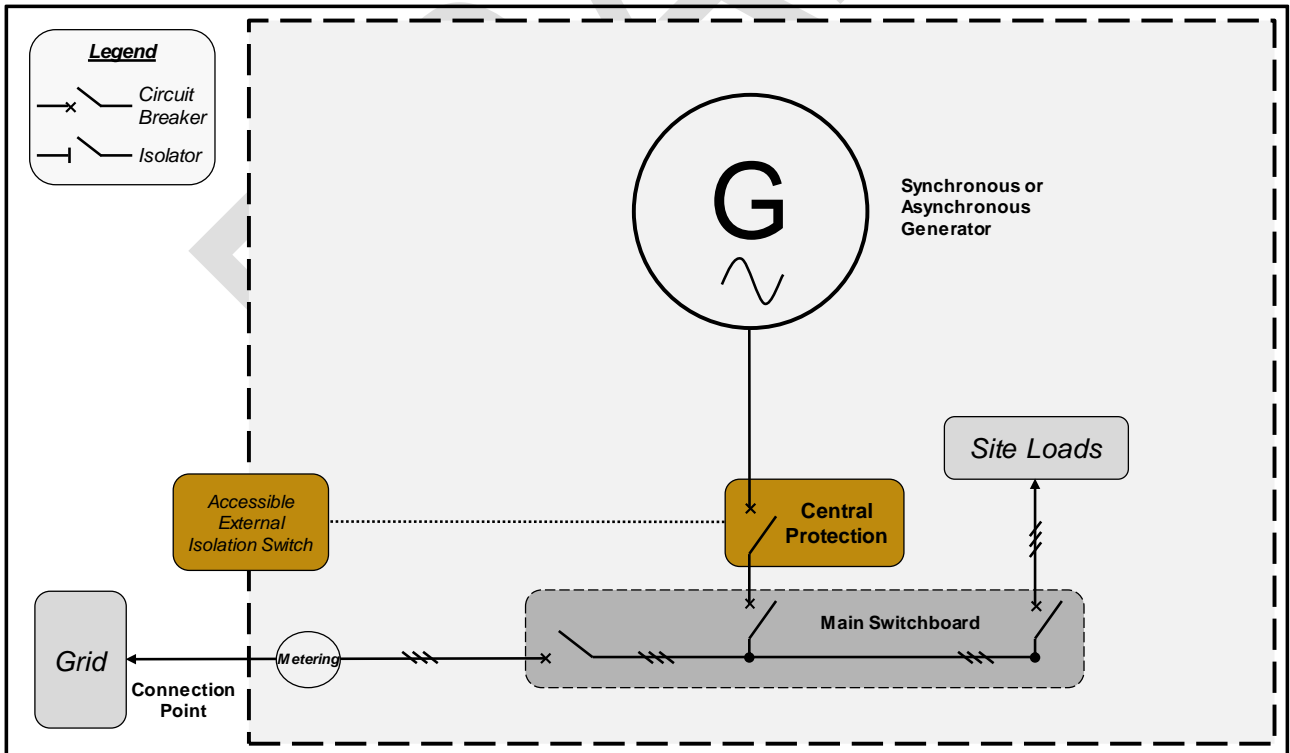 Legend
Circuit
Breaker
Isolator
G
Synchronous or
Asynchronous
Generator
Site Loads
Accessible
External
Isolation Switch
Central
Protection
Main Switchboard
Grid
Metering
Connection
Point